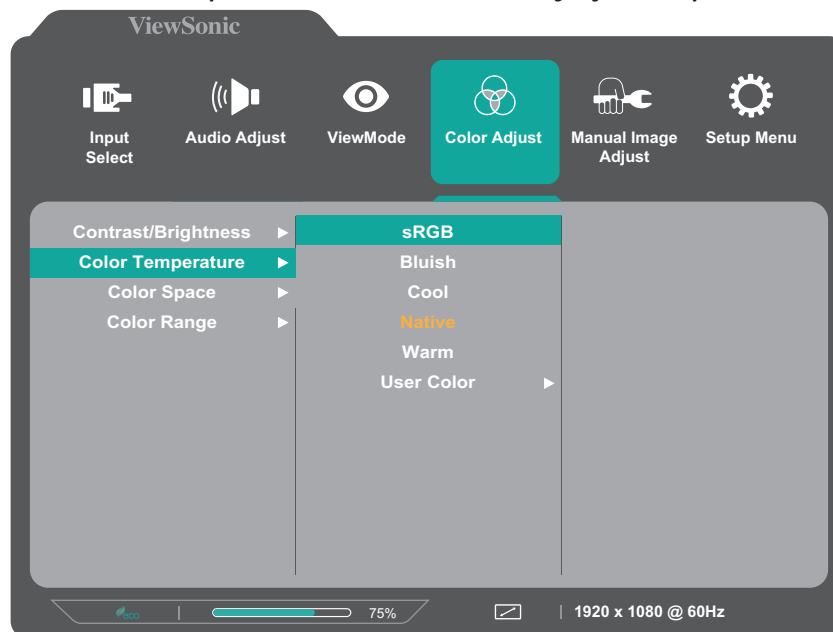 ViewSonic
Input Select
Audio Adjust
ViewMode
Color Adjust
Manual Image Adjust
Setup Menu
Contrast/Brightness
Color Temperature
Color Space
Color Range
sRGB
Bluish
Cool
Native
Warm
User Color
eco
75%
1920 x 1080 @ 60Hz